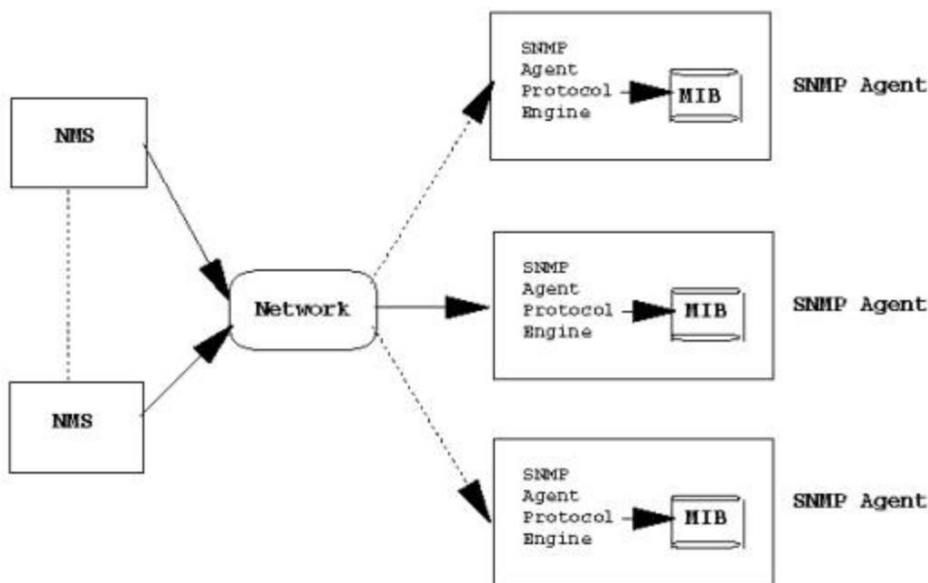 NMS
NMS
Network
SNMP
Agent
Protocol
Engine
MIB
SNMP Agent
SNMP
Agent
Protocol
Engine
MIB
SNMP Agent
SNMP
Agent
Protocol
Engine
MIB
SNMP Agent